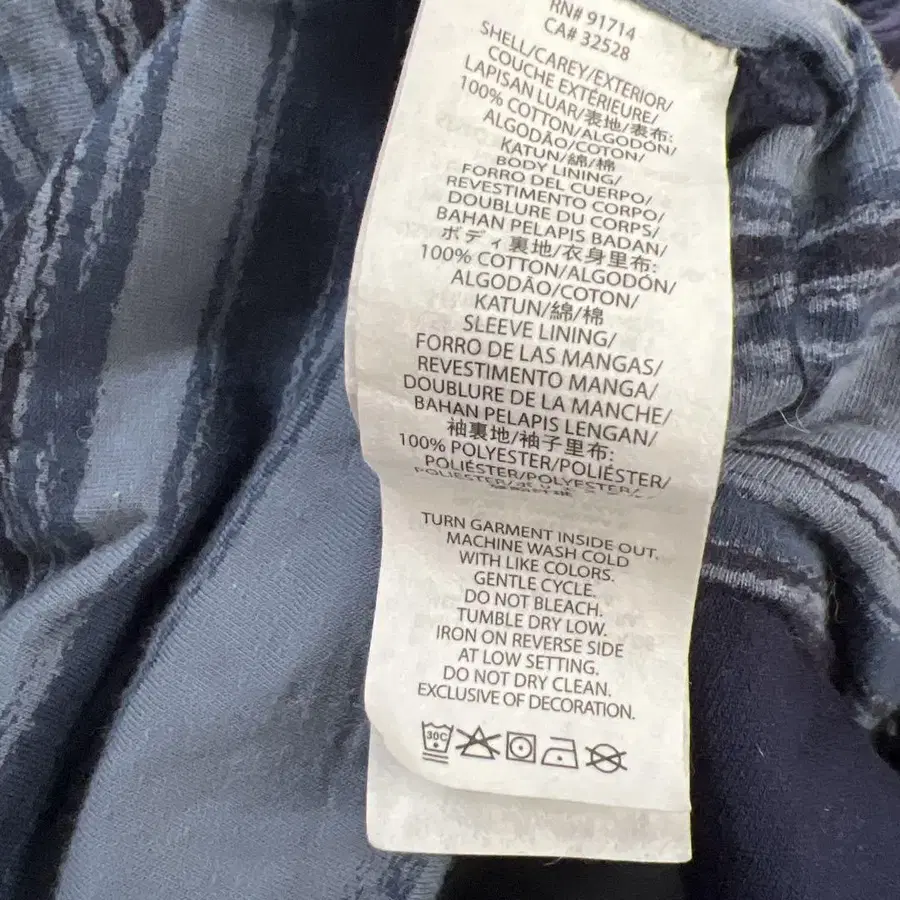 RN# 91714
CA# 32528
SHELL/CAREY/EXTERIOR/
COUCHE EXTÉRIEURE/
LAPISAN LUAR/表地/表布:
100% COTTON/ALGODÓN/
ALGODÃO/COTON/
KATUN/綿/棉
BODY LINING/
FORRO DEL CUERPO/
REVESTIMENTO CORPO/
DOUBLURE DU CORPS/
BAHAN PELAPIS BADAN/
ボディ裏地/衣身里布:
100% COTTON/ALGODÓN/
ALGODÃO/COTON/
KATUN/綿/棉
SLEEVE LINING/
FORRO DE LAS MANGAS/
REVESTIMENTO MANGA/
DOUBLURE DE LA MANCHE/
BAHAN PELAPIS LENGAN/
袖裏地/袖子里布:
100% POLYESTER/POLIÉSTER/
POLIÉSTER/POLYESTER/
TURN GARMENT INSIDE OUT.
MACHINE WASH COLD
WITH LIKE COLORS.
GENTLE CYCLE.
DO NOT BLEACH.
TUMBLE DRY LOW.
IRON ON REVERSE SIDE
AT LOW SETTING.
DO NOT DRY CLEAN.
EXCLUSIVE OF DECORATION.
30C